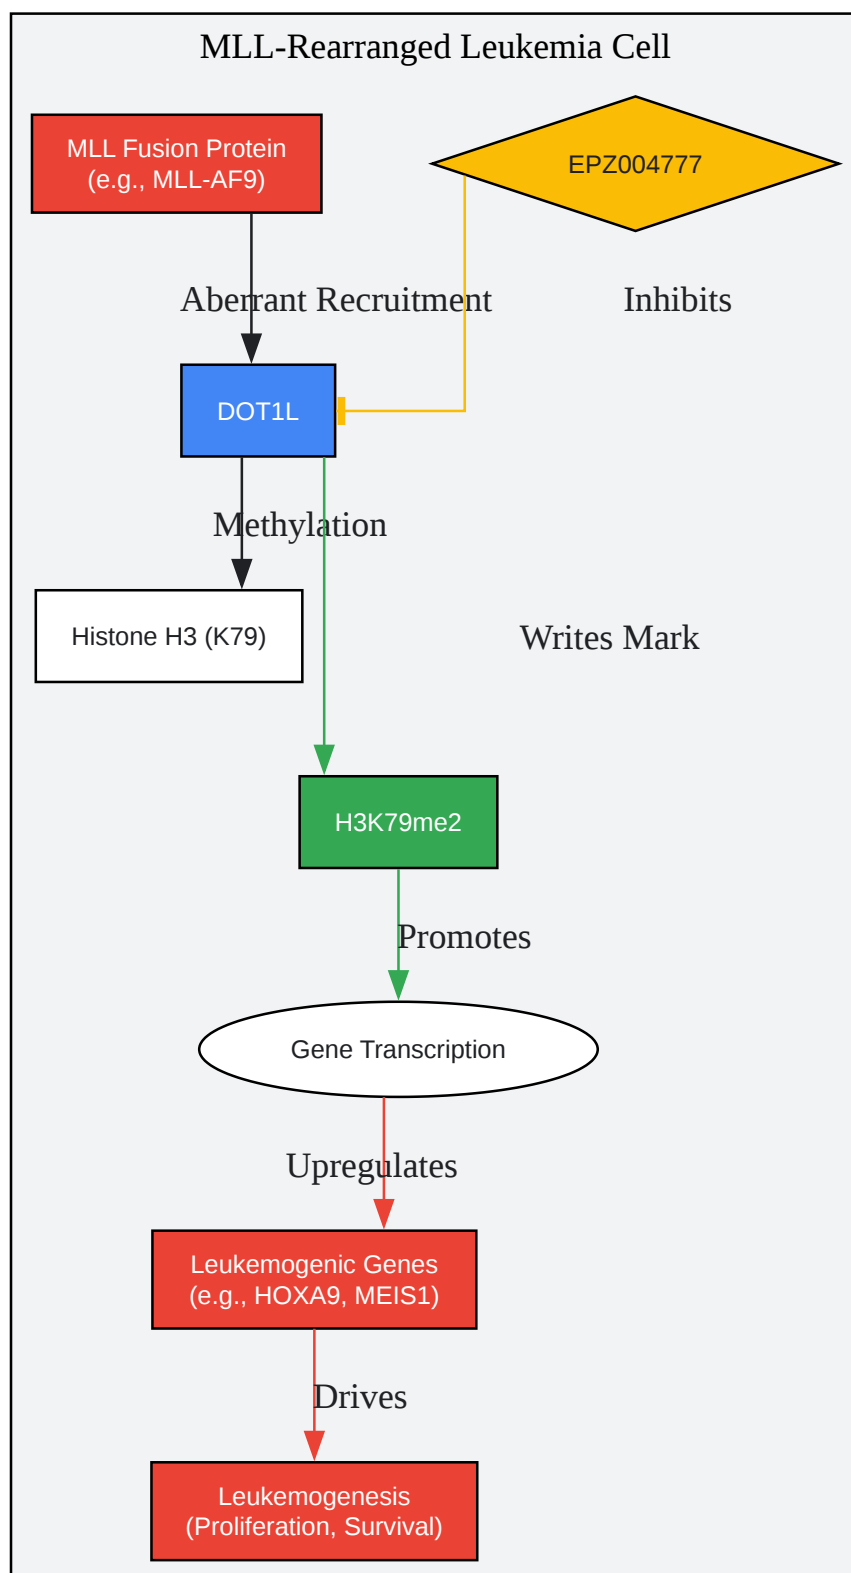 MLL-Rearranged Leukemia Cell
MLL Fusion Protein
(e.g., MLL-AF9)
EPZ004777
Aberrant Recruitment
Inhibits
DOT1L
Methylation
Histone H3 (K79)
Writes Mark
H3K79me2
Promotes
Gene Transcription
Upregulates
Leukemogenic Genes
(e.g., HOXA9, MEIS1)
Drives
Leukemogenesis
(Proliferation, Survival)